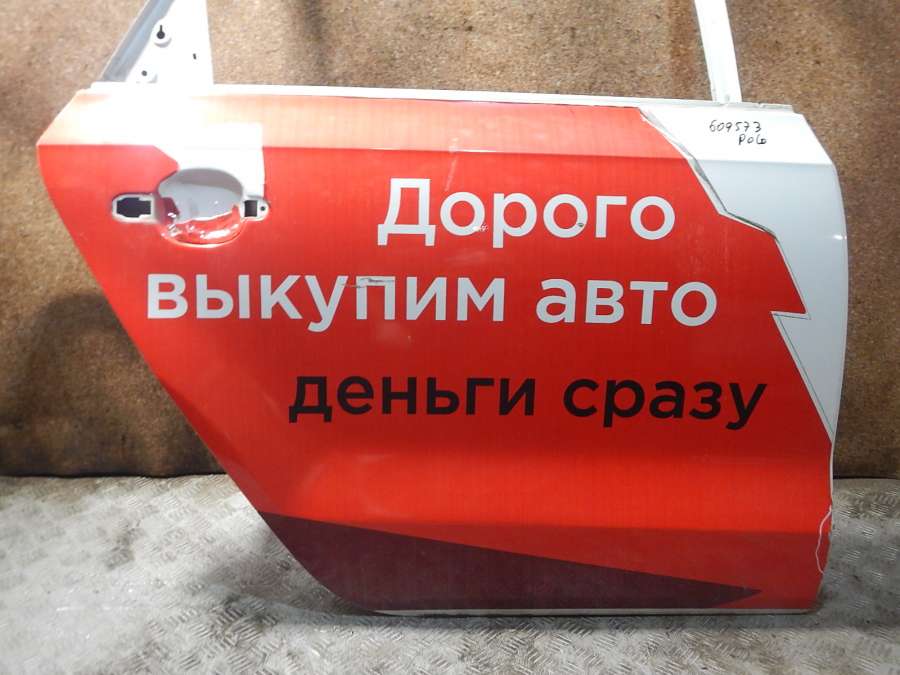 609573
POLO
Дорого
выкупим авто
деньги сразу